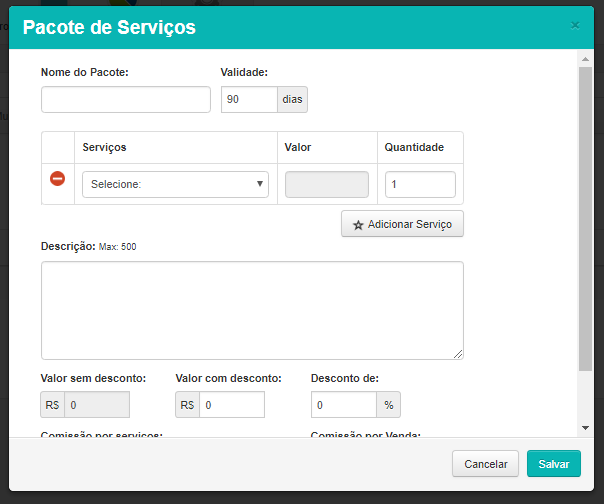 Pacote de Serviços ×
Nome do Pacote: Validade:
90 dias
Serviços Valor Quantidade
Selecione: 1
Adicionar Serviço
Descrição: Max: 500
Valor sem desconto: Valor com desconto: Desconto de:
R$ 0 R$ 0 0 %
Comissão por serviços: Comissão por Venda:
Cancelar Salvar